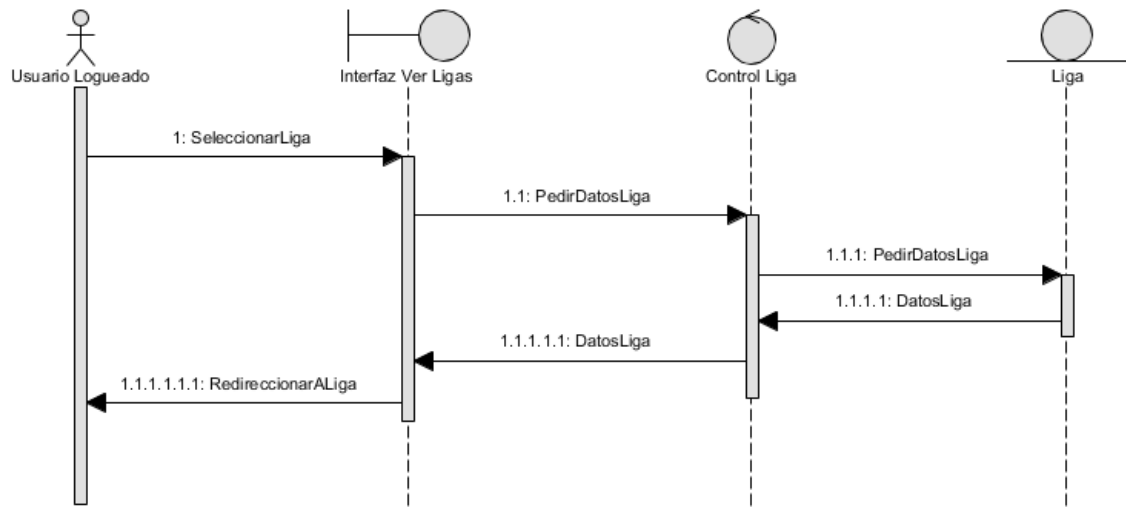 Usuario Logueado
Interfaz Ver Ligas
Control Liga
Liga
1: SeleccionarLiga
1.1: PedirDatosLiga
1.1.1: PedirDatosLiga
1.1.1.1: DatosLiga
1.1.1.1.1: DatosLiga
1.1.1.1.1.1: RedireccionarALiga